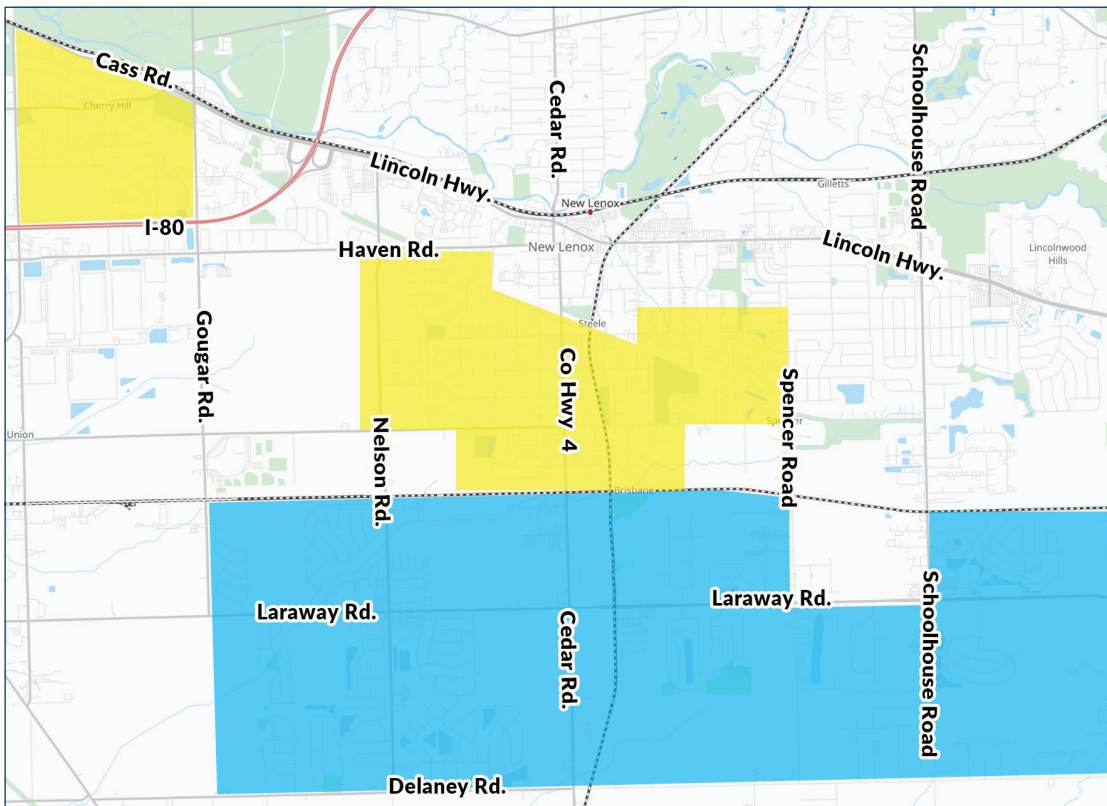 Cass Rd.
Cherry Hill
Cedar Rd.
Schoolhouse Road
Lincoln Hwy.
Gilletts
New Lenox
I-80
Haven Rd.
New Lenox
Lincoln Hwy.
Lincolnwood
Hills
Gougar Rd.
Steele
Co Hwy 4
Spencer Road
Spencer
Union
Nelson Rd.
Brisbane
Laraway Rd.
Cedar Rd.
Laraway Rd.
Schoolhouse Road
Delaney Rd.